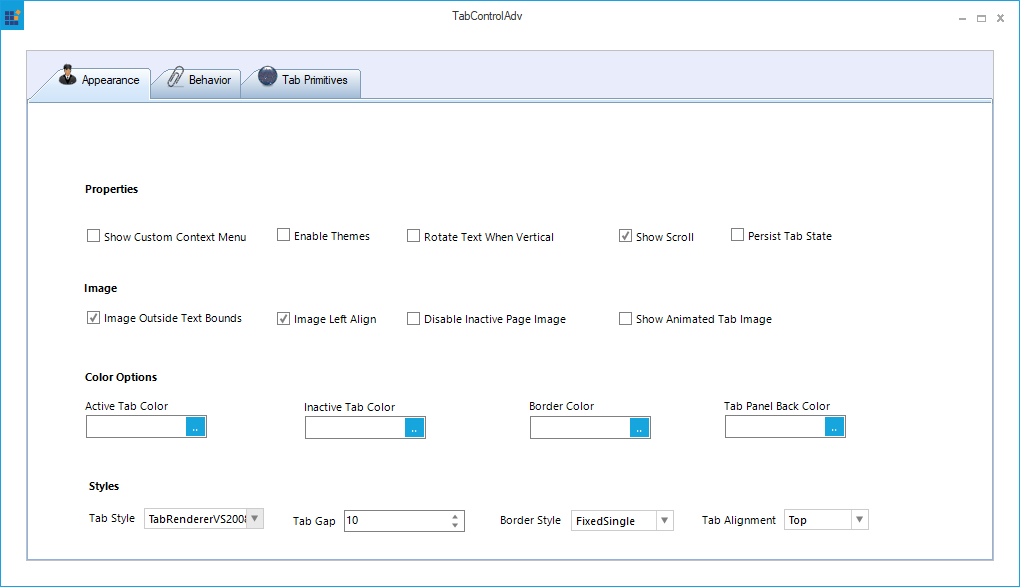 TabControlAdv
Appearance Behavior Tab Primitives
Properties
Show Custom Context Menu Enable Themes Rotate Text When Vertical Show Scroll Persist Tab State
Image
Image Outside Text Bounds Image Left Align Disable Inactive Page Image Show Animated Tab Image
Color Options
Active Tab Color Inactive Tab Color Border Color Tab Panel Back Color
.. .. .. ..
Styles
Tab Style TabRendererVS2008 Tab Gap 10 Border Style FixedSingle Tab Alignment Top